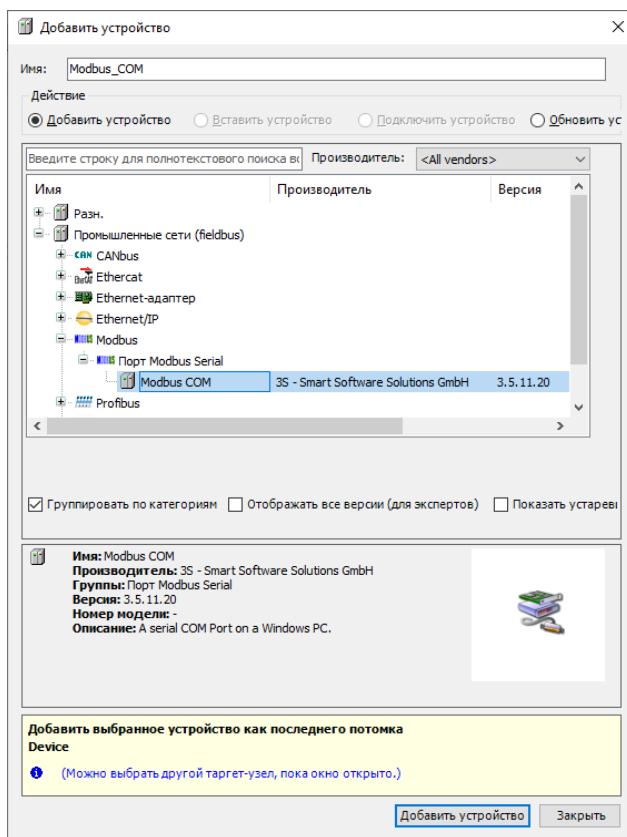 Добавить устройство
Имя: Modbus_COM
Действие
Добавить устройство Вставить устройство Подключить устройство Обновить ус
Введите строку для полнотекстового поиска во Производитель: <All vendors>
Имя Производитель Версия
Разн.
Промышленные сети (fieldbus)
CAN CANbus
Ethercat
Ethernet-адаптер
Ethernet/IP
Modbus
Порт Modbus Serial
Modbus COM 3S - Smart Software Solutions GmbH 3.5.11.20
Profibus
Группировать по категориям Отображать все версии (для экспертов) Показать устареві
Имя: Modbus COM
Производитель: 3S - Smart Software Solutions GmbH
Группы: Порт Modbus Serial
Версия: 3.5.11.20
Номер модели: -
Описание: A serial COM Port on a Windows PC.
Добавить выбранное устройство как последнего потомка
Device
(Можно выбрать другой таргет-узел, пока окно открыто.)
Добавить устройство Закрыть